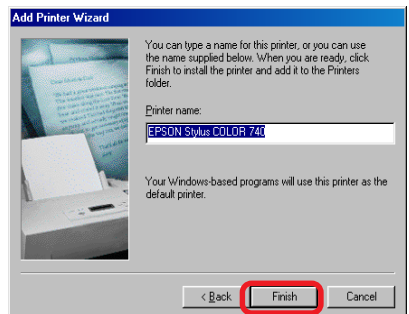 Add Printer Wizard
You can type a name for this printer, or you can use
the name supplied below. When you are ready, click
Finish to install the printer and add it to the Printers
folder.
Printer name:
EPSON Stylus COLOR 740
Your Windows-based programs will use this printer as the
default printer.
< Back
Finish
Cancel